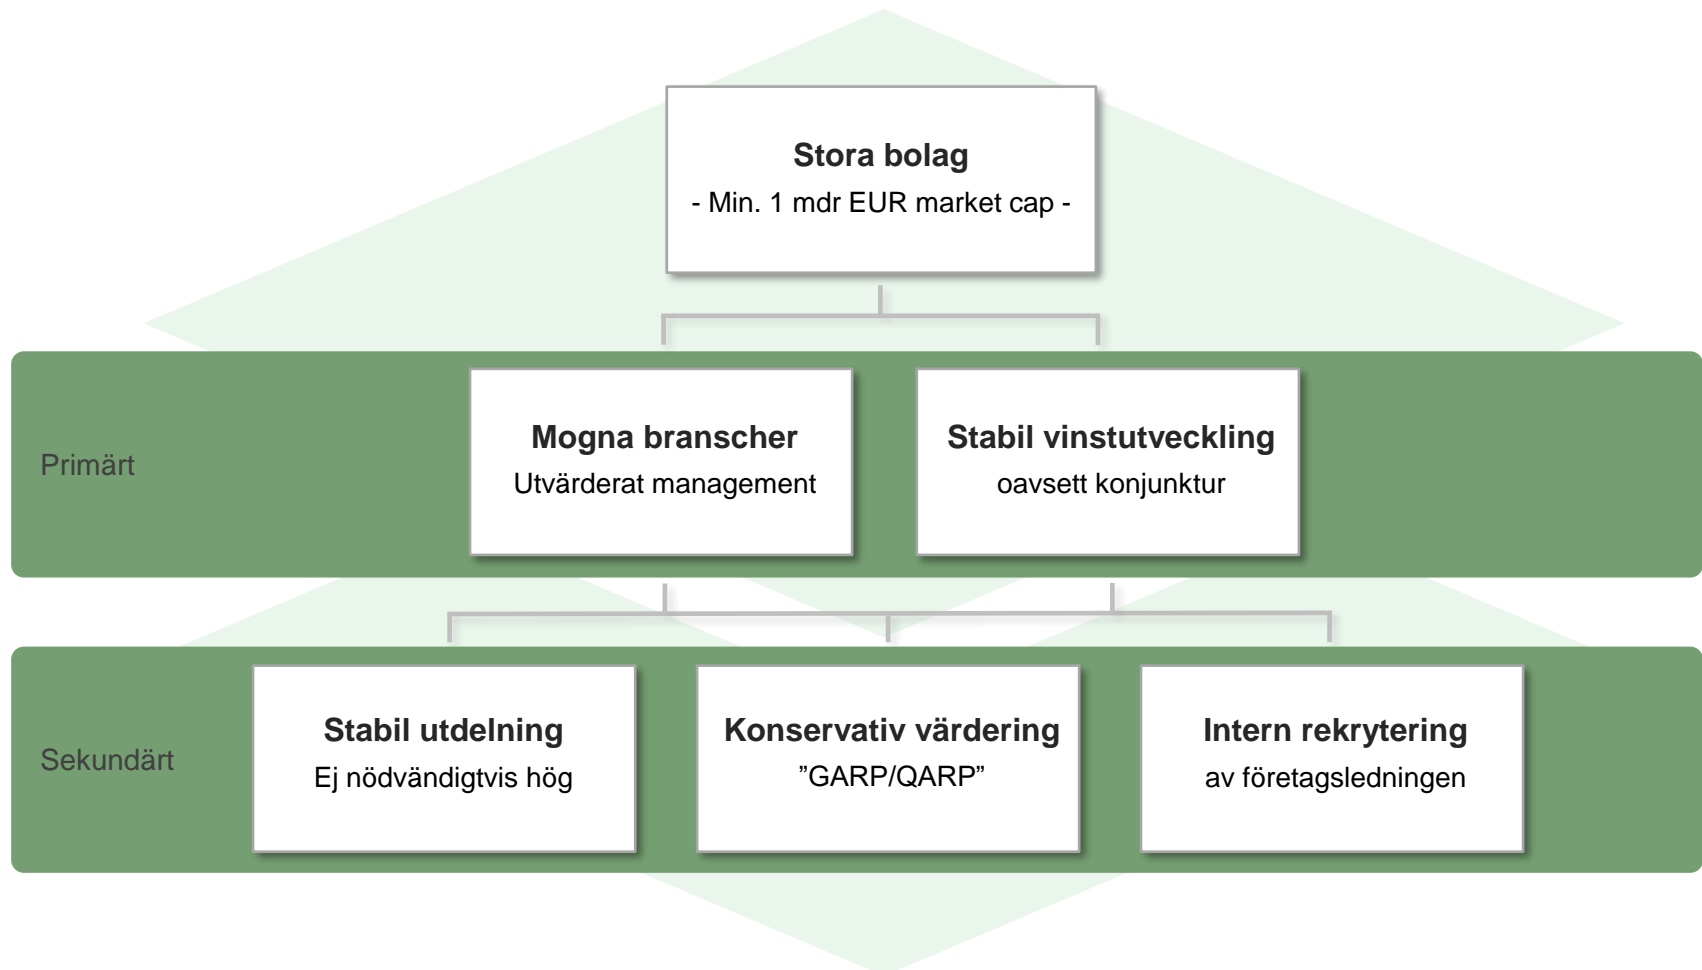 Stora bolag
- Min. 1 mdr EUR market cap -
Primärt
Mogna branscher
Utvärderat management
Stabil vinstutveckling
oavsett konjunktur
Sekundärt
Stabil utdelning
Ej nödvändigtvis hög
Konservativ värdering
”GARP/QARP”
Intern rekrytering
av företagsledningen